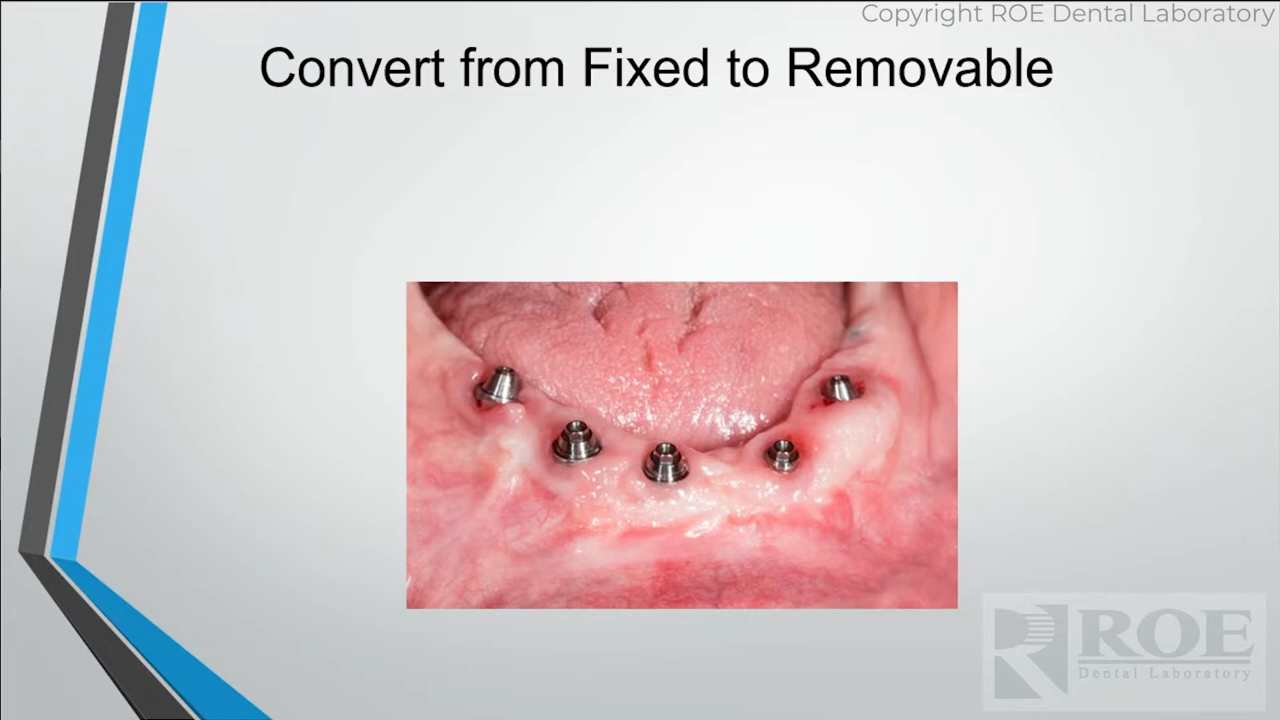 Copyright ROE Dental Laboratory
Convert from Fixed to Removable
ROE
Dental Laboratory